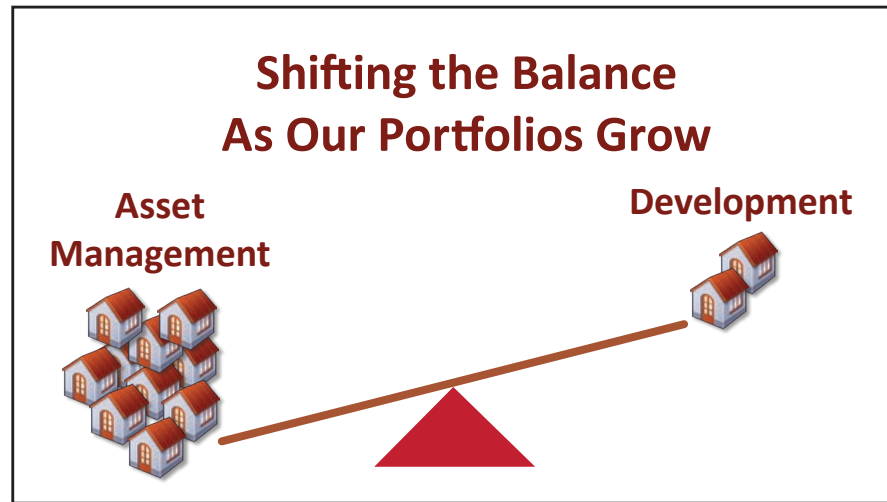 Shifting the Balance
As Our Portfolios Grow
Asset
Management
Development